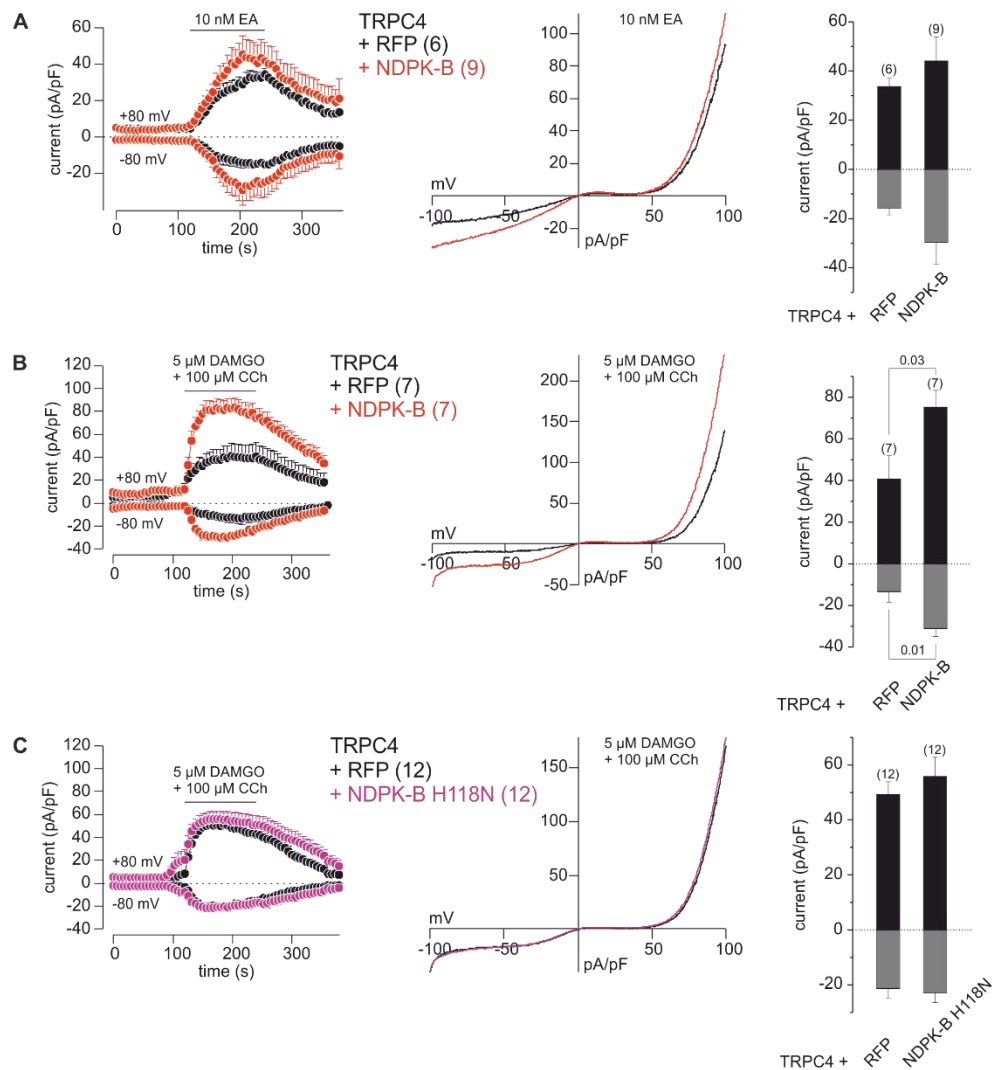 A
10 nM EA
current (pA/pF)
60
40
20
0
-20
+80 mV
-80 mV
0
100
200
300
time (s)
TRPC4
+ RFP (6)
+ NDPK-B (9)
10 nM EA
100
80
60
40
20
-20
mV
-100
-50
50
100
pA/pF
current (pA/pF)
60
40
20
0
20
40
60
(6)
(9)
TRPC4 +
RFP
NDPK-B
B
5 µM DAMGO
+ 100 µM CCh
current (pA/pF)
120
100
80
60
40
20
0
-20
-40
+80 mV
-80 mV
0
100
200
300
time (s)
TRPC4
+ RFP (7)
+ NDPK-B (7)
5 µM DAMGO
+ 100 µM CCh
200
150
100
50
-50
mV
-100
-50
50
100
pA/pF
current (pA/pF)
80
60
40
20
0
-20
-40
0.03
(7)
(7)
0.01
TRPC4 +
RFP
NDPK-B
C
5 µM DAMGO
+ 100 µM CCh
current (pA/pF)
120
100
80
60
40
20
0
-20
-40
+80 mV
-80 mV
0
100
200
300
time (s)
TRPC4
+ RFP (12)
+ NDPK-B H118N (12)
5 µM DAMGO
+ 100 µM CCh
150
100
50
mV
-100
-50
50
100
pA/pF
current (pA/pF)
60
40
20
0
-20
(12)
(12)
TRPC4 +
RFP
NDPK-B H118N